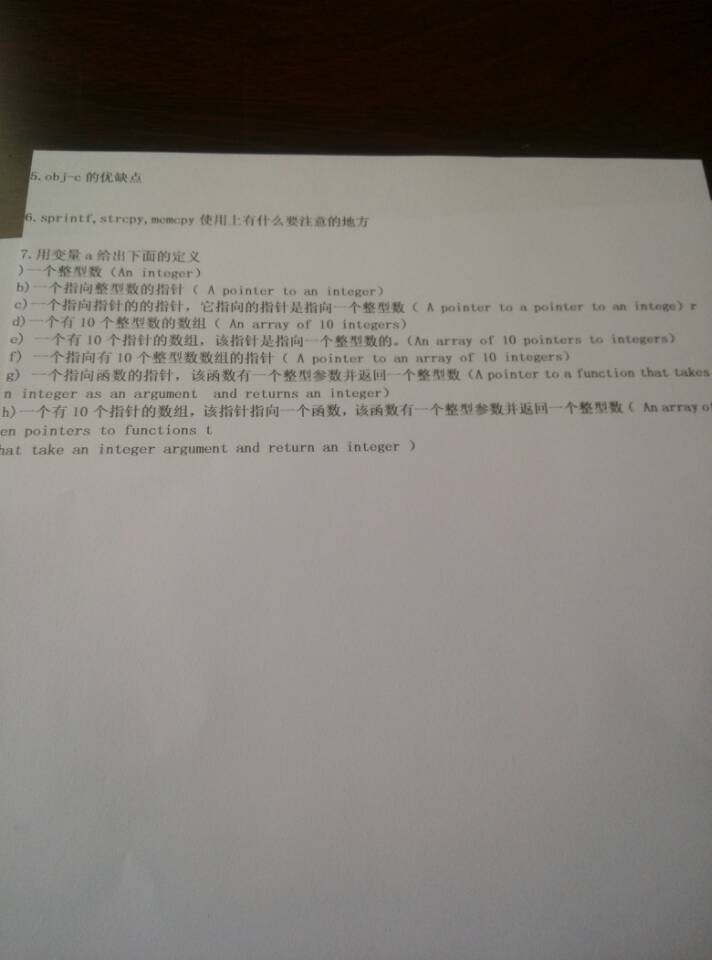 5.obj-c 的优缺点
6.sprintf,strcpy,memcpy 使用上有什么要注意的地方
7.用变量 a 给出下面的定义
)一个整型数（An integer）
b)一个指向整型数的指针（ A pointer to an integer）
c)一个指向指针的的指针，它指向的指针是指向一个整型数（ A pointer to a pointer to an intege）r
d)一个有 10 个整型数的数组（ An array of 10 integers）
e) 一个有 10 个指针的数组，该指针是指向一个整型数的。（An array of 10 pointers to integers）
f) 一个指向有 10 个整型数数组的指针（ A pointer to an array of 10 integers）
g) 一个指向函数的指针，该函数有一个整型参数并返回一个整型数（A pointer to a function that takes
n integer as an argument  and returns an integer）
h)一个有 10 个指针的数组，该指针指向一个函数，该函数有一个整型参数并返回一个整型数（ An array of
en pointers to functions t
hat take an integer argument and return an integer ）